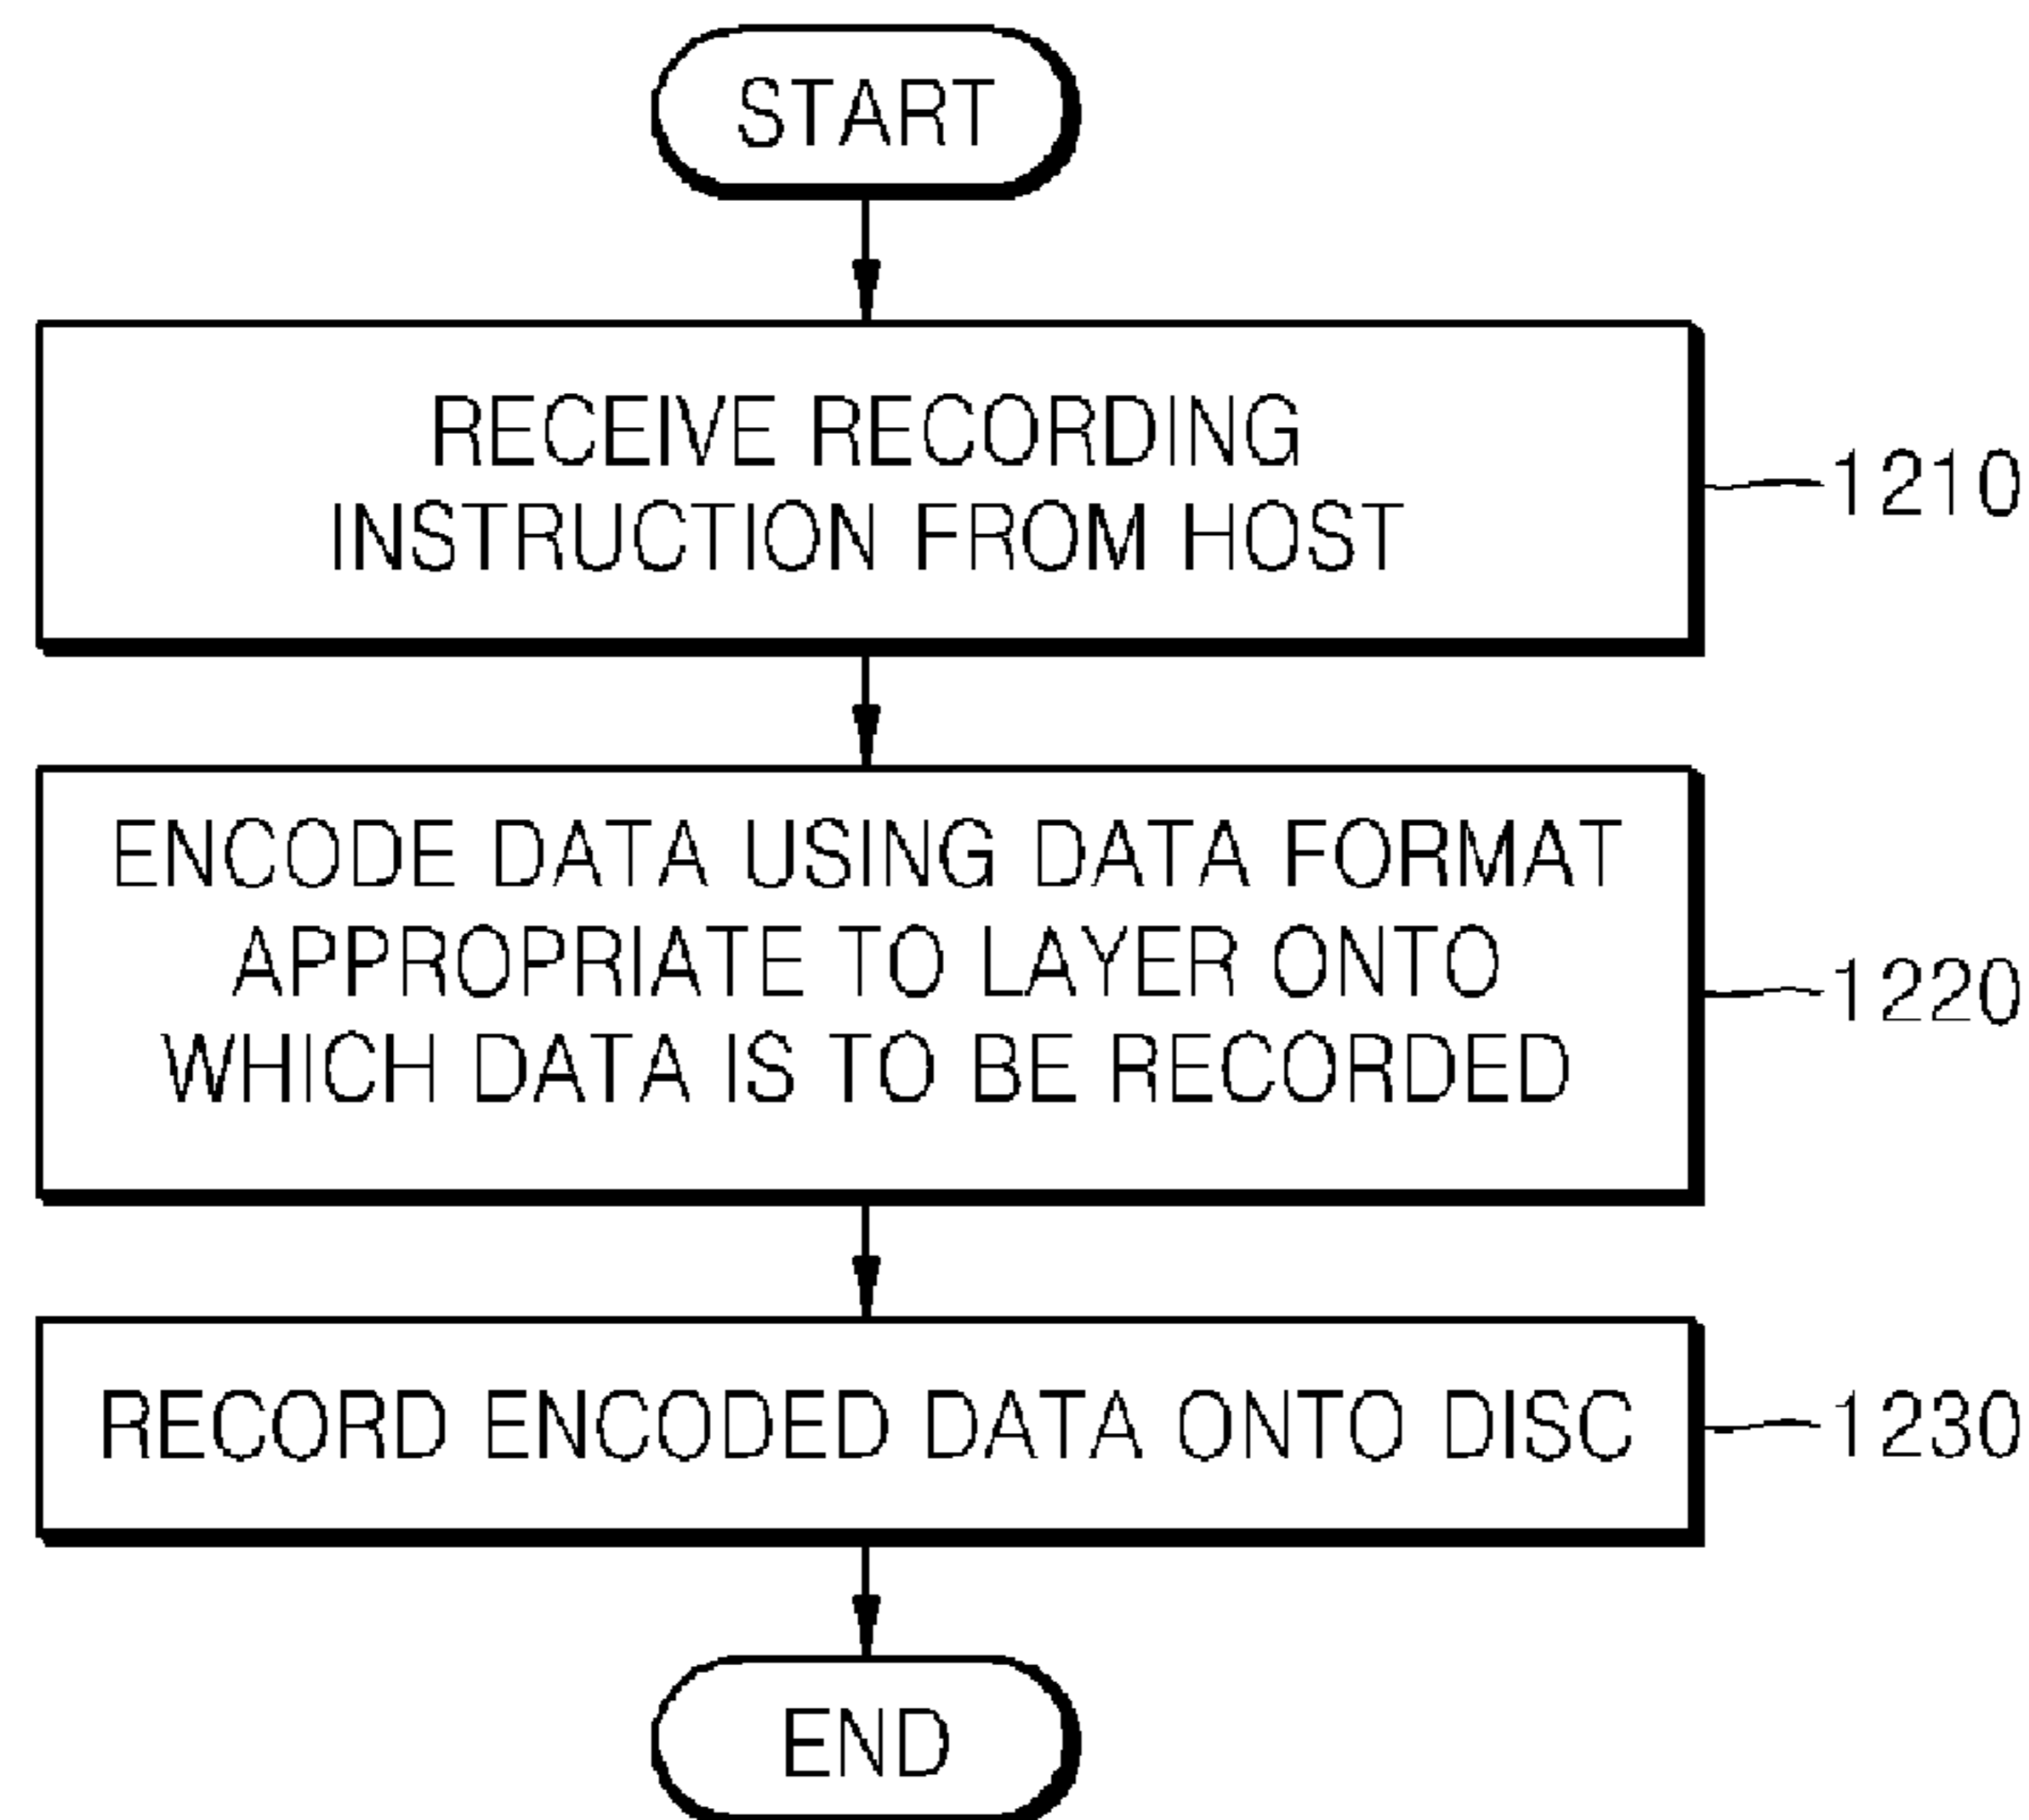 START
RECEIVE RECORDING
INSTRUCTION FROM HOST
1210
ENCODE DATA USING DATA FORMAT
APPROPRIATE TO LAYER ONTO
WHICH DATA IS TO BE RECORDED
1220
RECORD ENCODED DATA ONTO DISC
1230
END